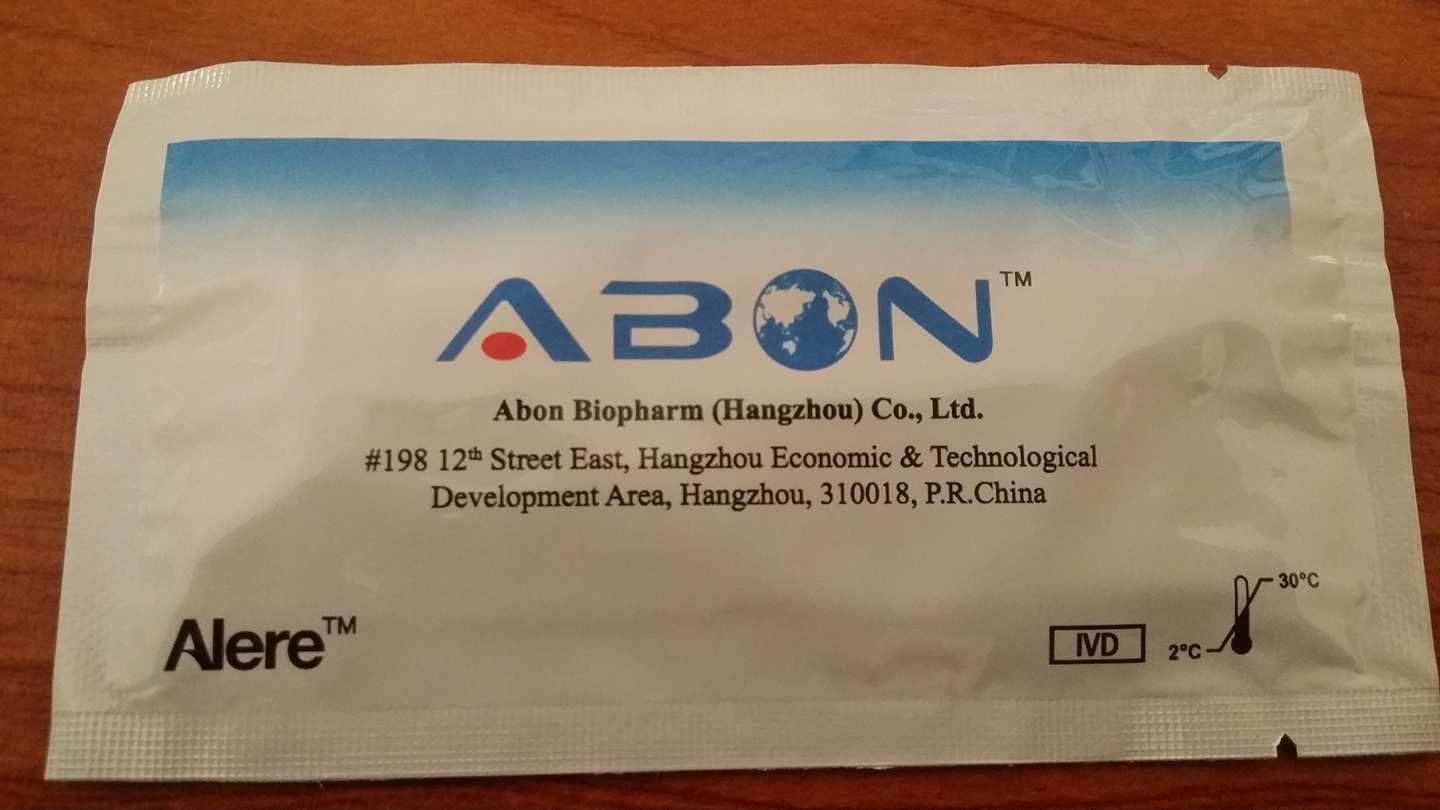 ABON™
Abon Biopharm (Hangzhou) Co., Ltd.
#198 12th Street East, Hangzhou Economic & Technological
Development Area, Hangzhou, 310018, P.R.China
30°C
Alere™
IVD
2°C